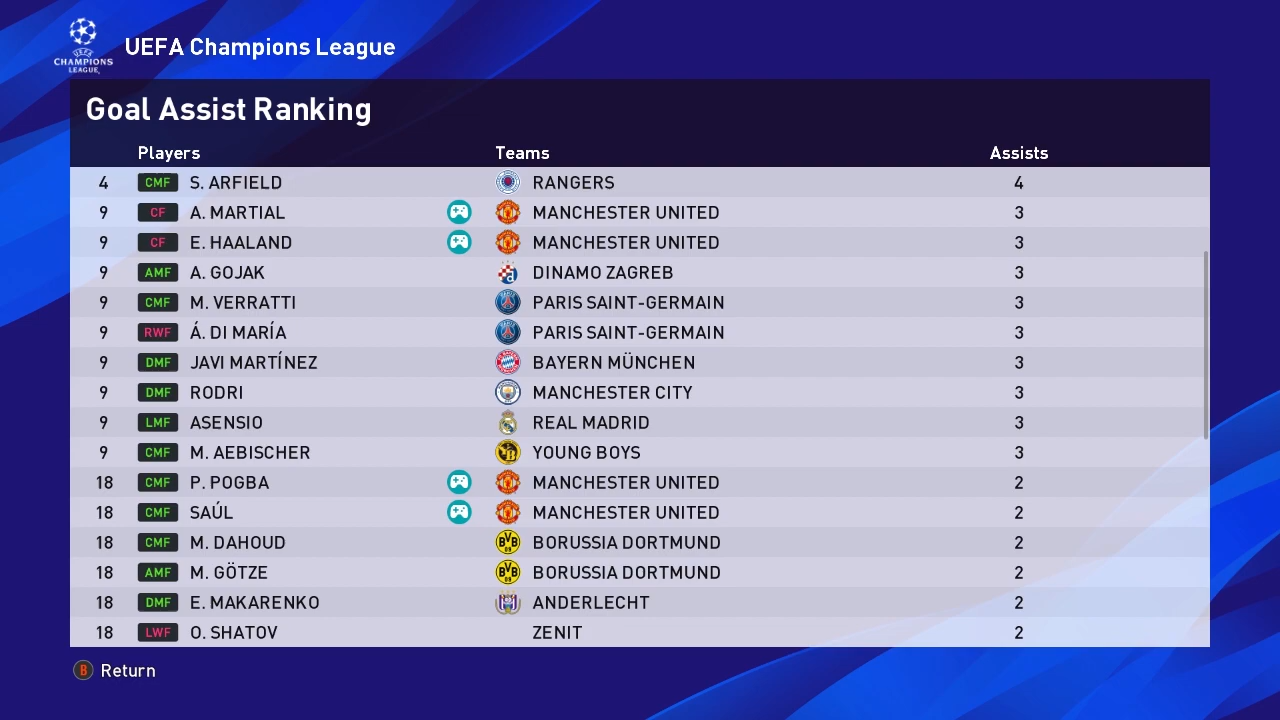 UEFA
CHAMPIONS
LEAGUE
UEFA Champions League
Goal Assist Ranking
Players Teams Assists
4 CMF S. ARFIELD RANGERS 4
9 CF A. MARTIAL MANCHESTER UNITED 3
9 CF E. HAALAND MANCHESTER UNITED 3
9 AMF A. GOJAK DINAMO ZAGREB 3
9 CMF M. VERRATTI PARIS SAINT-GERMAIN 3
9 RWF Á. DI MARÍA PARIS SAINT-GERMAIN 3
9 DMF JAVI MARTÍNEZ BAYERN MÜNCHEN 3
9 DMF RODRI MANCHESTER CITY 3
9 LMF ASENSIO REAL MADRID 3
9 CMF M. AEBISCHER YOUNG BOYS 3
18 CMF P. POGBA MANCHESTER UNITED 2
18 CMF SAÚL MANCHESTER UNITED 2
18 CMF M. DAHOUD BVB 09 BORUSSIA DORTMUND 2
18 AMF M. GÖTZE BVB 09 BORUSSIA DORTMUND 2
18 DMF E. MAKARENKO ANDERLECHT 2
18 LWF O. SHATOV ZENIT 2
B Return